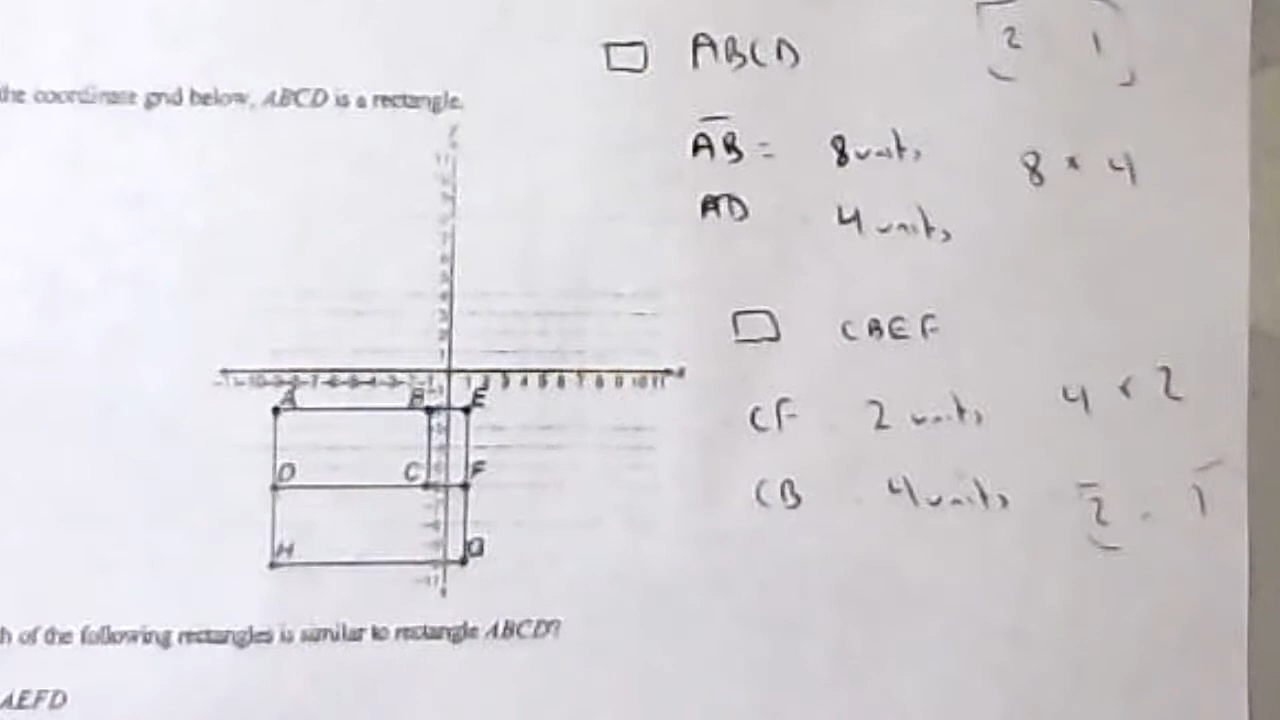 ABCD
2 1
the coordinate grid below, ABCD is a rectangle.
AB = 8 units 8 x 4
AD 4 units
CBEF
A B E
CF 2 units 4 x 2
D C F
CB 4 units 2 - 1
H G
h of the following rectangles is similar to rectangle ABCD?
AEFD